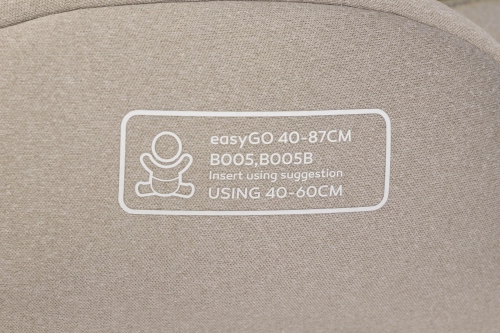 easyGO 40-87CM
B005,B005B
Insert using suggestion
USING 40-60CM